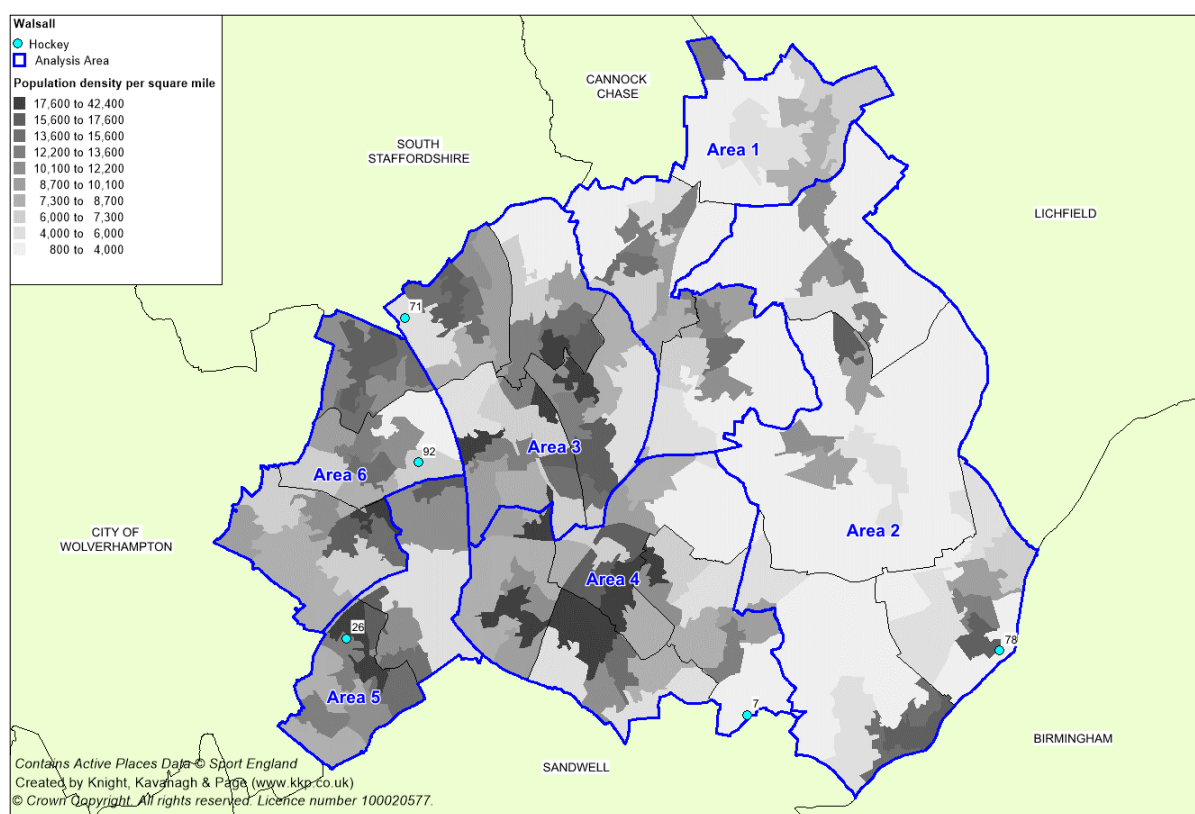 Walsall
Hockey
Analysis Area
Population density per square mile
17,600 to 42,400
15,600 to 17,600
13,600 to 15,600
12,200 to 13,600
10,100 to 12,200
8,700 to 10,100
7,300 to 8,700
6,000 to 7,300
4,000 to 6,000
800 to 4,000
CANNOCK
CHASE
SOUTH
STAFFORDSHIRE
Area 1
LICHFIELD
71
Area 3
92
Area 6
CITY OF
WOLVERHAMPTON
Area 2
Area 4
26
78
Area 5
7
BIRMINGHAM
SANDWELL
Contains Active Places Data © Sport England
Created by Knight, Kavanagh & Page (www.kkp.co.uk)
© Crown Copyright. All rights reserved. Licence number 100020577.